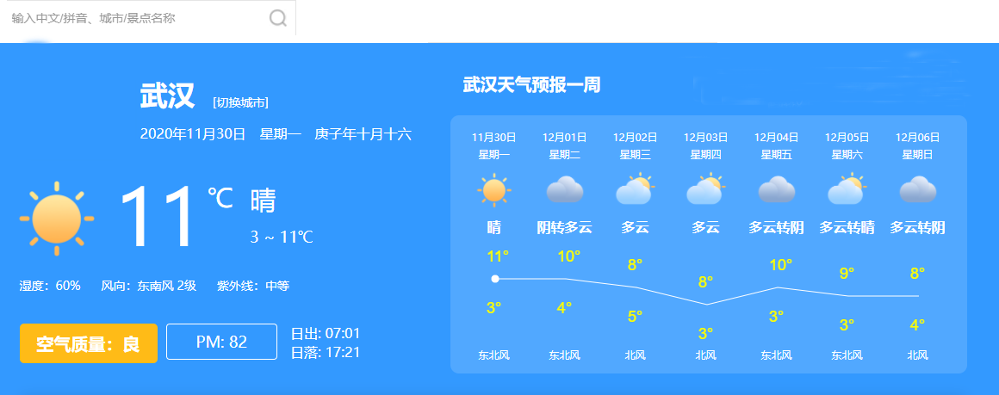 输入中文/拼音、城市/景点名称
武汉 [切换城市]
2020年11月30日 星期一 庚子年十月十六
11 ℃ 晴
3 ~ 11℃
湿度：60% 风向：东南风 2级 紫外线：中等
空气质量：良 PM: 82
日出: 07:01
日落: 17:21
武汉天气预报一周
11月30日 12月01日 12月02日 12月03日 12月04日 12月05日 12月06日
星期一 星期二 星期三 星期四 星期五 星期六 星期日
晴 阴转多云 多云 多云 多云转阴 多云转晴 多云转阴
11° 10° 8° 8° 10° 9° 8°
3° 4° 5° 3° 3° 3° 4°
东北风 东北风 北风 北风 东北风 东北风 北风